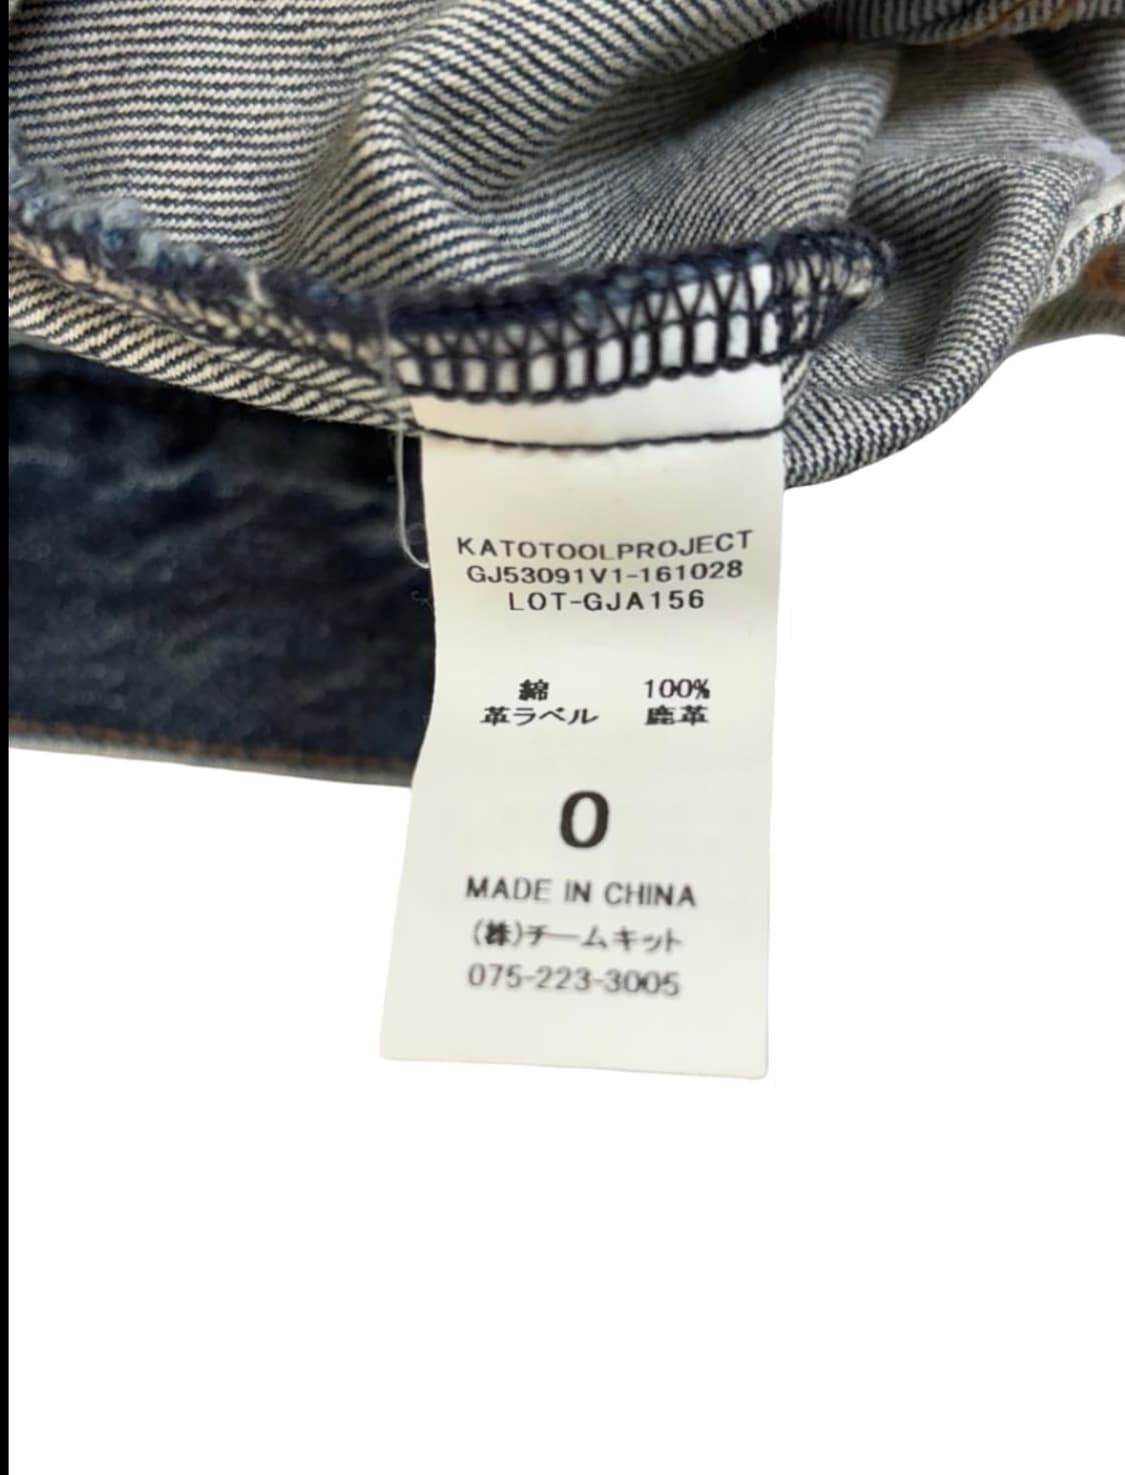 KATOTOOLPROJECT
GJ53091V1-161028
LOT-GJA156
綿 100%
革ラベル 鹿革
0
MADE IN CHINA
(株)チームキット
075-223-3005